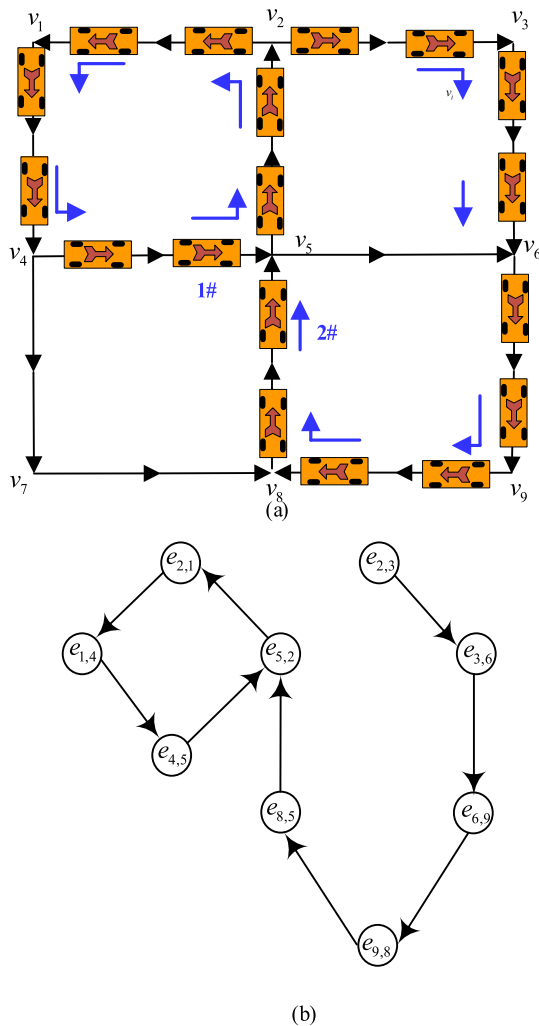 v1 v2 v3
vi
v4 v5 v6
1#
2#
v7 v8 v9
(a)
e2,1 e2,3
e1,4 e5,2 e3,6
e4,5
e8,5 e6,9
e9,8
(b)